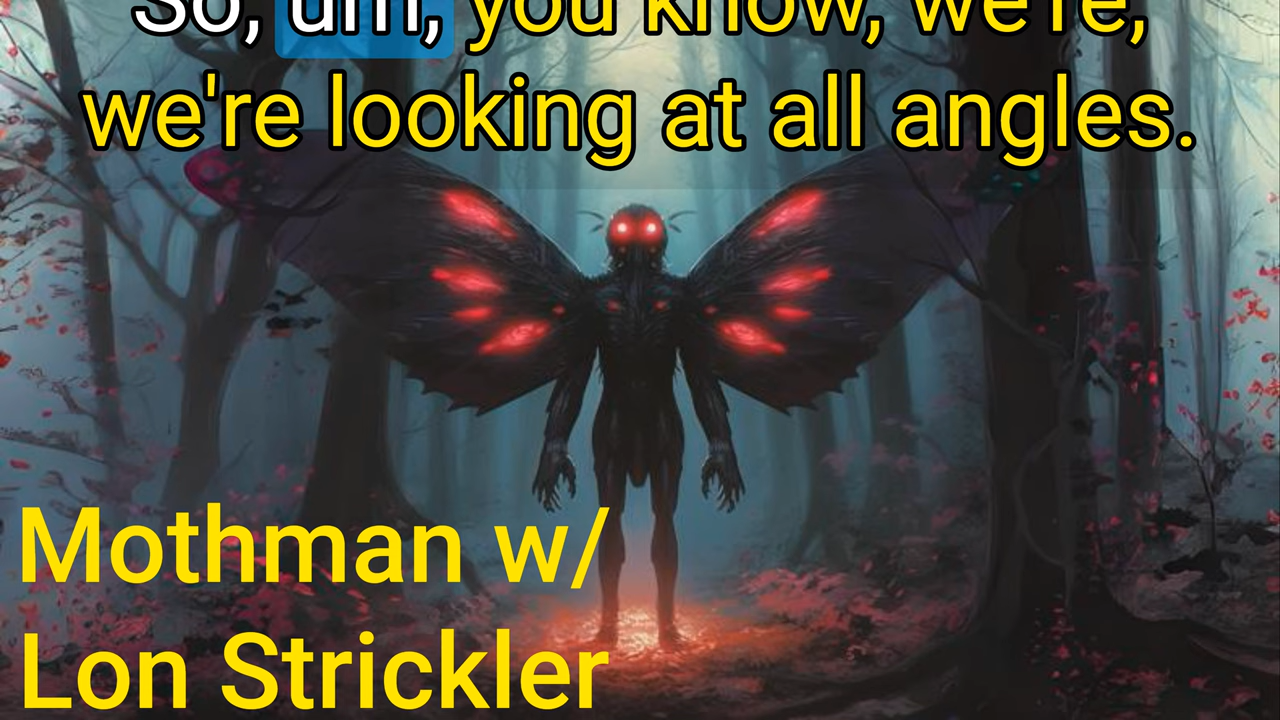 So, um, you know, we're,
we're looking at all angles.
Mothman w/
Lon Strickler